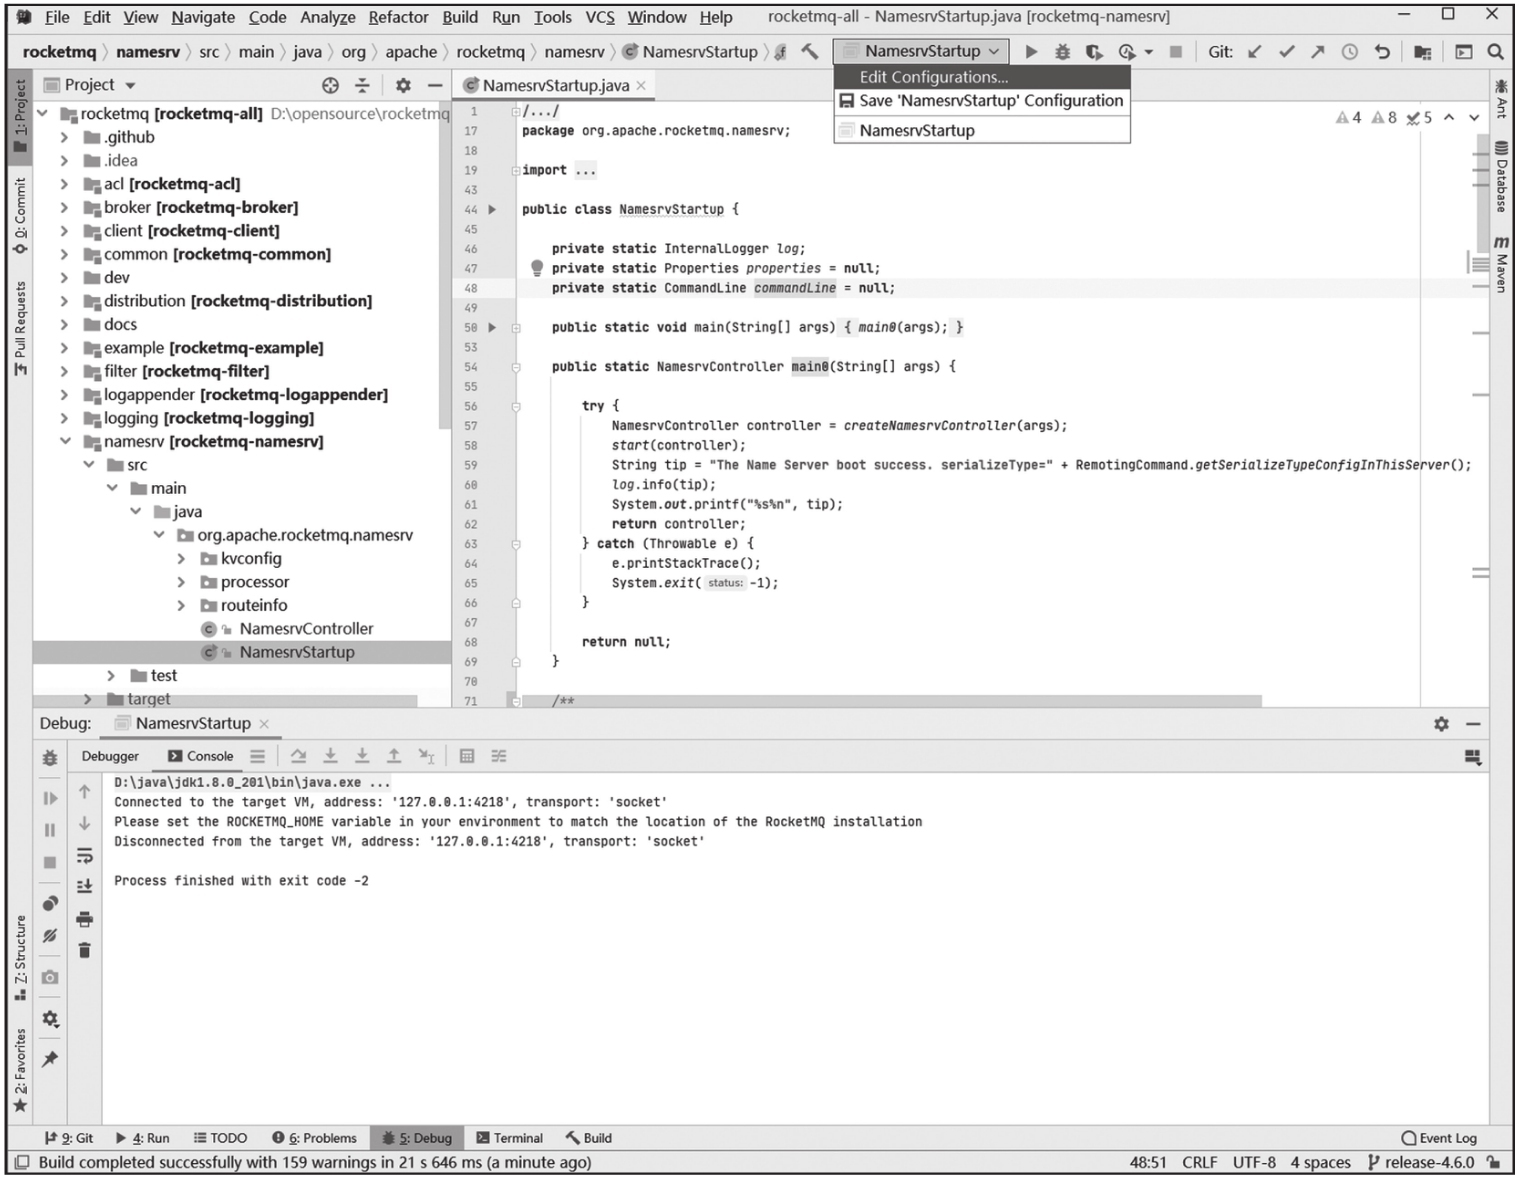 File Edit View Navigate Code Analyze Refactor Build Run Tools VCS Window Help rocketmq-all - NamesrvStartup.java [rocketmq-namesrv]
rocketmq namesrv src main java org apache rocketmq namesrv NamesrvStartup NamesrvStartup Git:
Edit Configurations...
Save 'NamesrvStartup' Configuration
NamesrvStartup
1: Project
0: Commit
Pull Requests
7: Structure
2: Favorites
Project
rocketmq [rocketmq-all] D:\opensource\rocketmq
.github
.idea
acl [rocketmq-acl]
broker [rocketmq-broker]
client [rocketmq-client]
common [rocketmq-common]
dev
distribution [rocketmq-distribution]
docs
example [rocketmq-example]
filter [rocketmq-filter]
logappender [rocketmq-logappender]
logging [rocketmq-logging]
namesrv [rocketmq-namesrv]
src
main
java
org.apache.rocketmq.namesrv
kvconfig
processor
routeinfo
NamesrvController
NamesrvStartup
test
target
NamesrvStartup.java
4 8 5
1 /.../
17 package org.apache.rocketmq.namesrv;
18
19 import ...
43
44 public class NamesrvStartup {
45
46 private static InternalLogger log;
47 private static Properties properties = null;
48 private static CommandLine commandLine = null;
49
50 public static void main(String[] args) { main0(args); }
53
54 public static NamesrvController main0(String[] args) {
55
56 try {
57 NamesrvController controller = createNamesrvController(args);
58 start(controller);
59 String tip = "The Name Server boot success. serializeType=" + RemotingCommand.getSerializeTypeConfigInThisServer();
60 log.info(tip);
61 System.out.printf("%s%n", tip);
62 return controller;
63 } catch (Throwable e) {
64 e.printStackTrace();
65 System.exit( status: -1);
66 }
67
68 return null;
69 }
70
71 /**
Ant
Database
m Maven
Debug: NamesrvStartup
Debugger Console
D:\java\jdk1.8.0_201\bin\java.exe ...
Connected to the target VM, address: '127.0.0.1:4218', transport: 'socket'
Please set the ROCKETMQ_HOME variable in your environment to match the location of the RocketMQ installation
Disconnected from the target VM, address: '127.0.0.1:4218', transport: 'socket'
Process finished with exit code -2
9: Git 4: Run TODO 6: Problems 5: Debug Terminal Build Event Log
Build completed successfully with 159 warnings in 21 s 646 ms (a minute ago) 48:51 CRLF UTF-8 4 spaces release-4.6.0